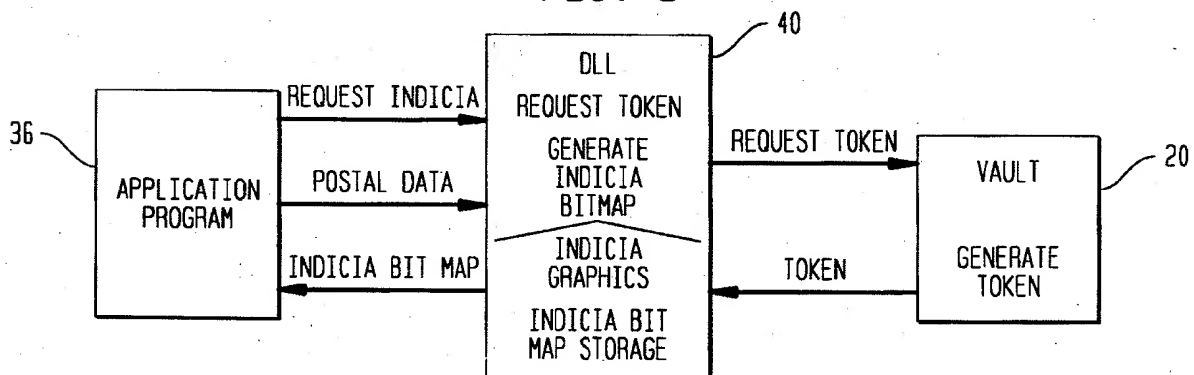 40
DLL
REQUEST INDICIA
REQUEST TOKEN
36
REQUEST TOKEN
20
GENERATE
INDICIA
BITMAP
VAULT
APPLICATION
PROGRAM
POSTAL DATA
INDICIA BIT MAP
INDICIA
GRAPHICS
TOKEN
GENERATE
TOKEN
INDICIA BIT
MAP STORAGE